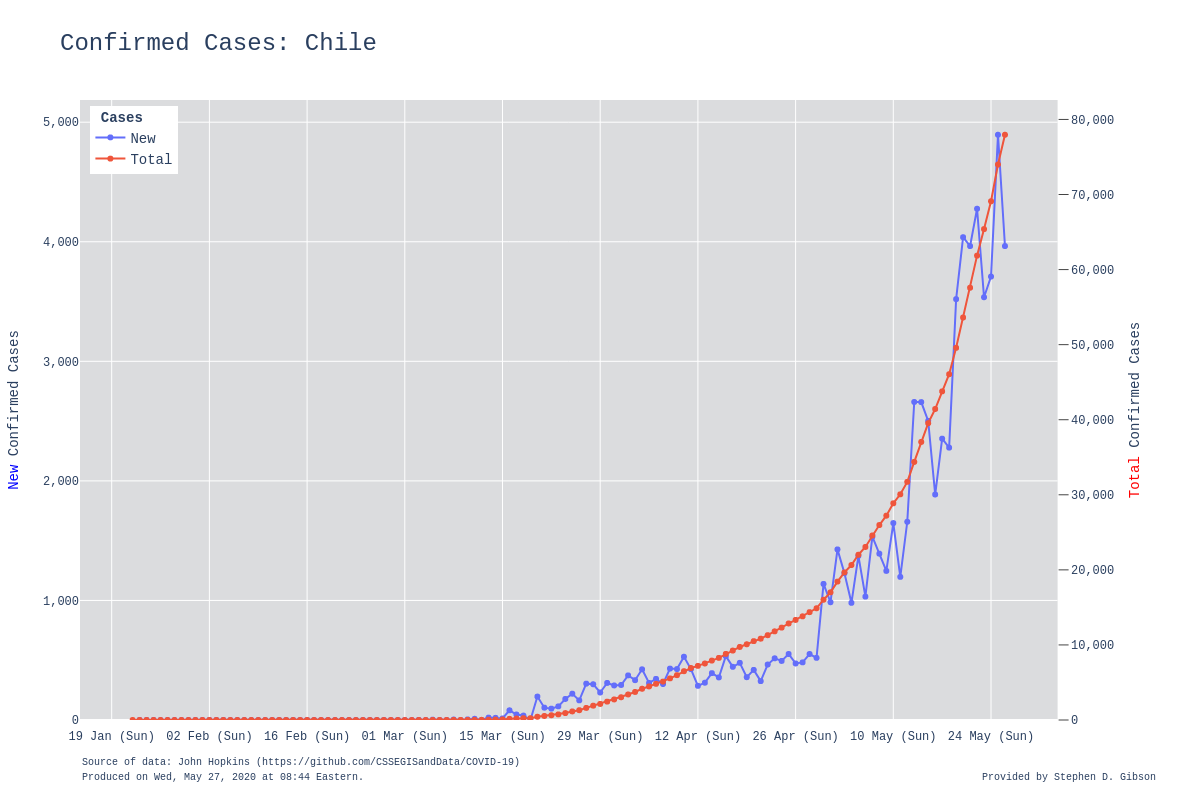 Confirmed Cases: Chile
Cases
New
Total
5,000
4,000
3,000
2,000
1,000
0
New Confirmed Cases
80,000
70,000
60,000
50,000
40,000
30,000
20,000
10,000
0
Total Confirmed Cases
19 Jan (Sun) 02 Feb (Sun) 16 Feb (Sun) 01 Mar (Sun) 15 Mar (Sun) 29 Mar (Sun) 12 Apr (Sun) 26 Apr (Sun) 10 May (Sun) 24 May (Sun)
Source of data: John Hopkins (https://github.com/CSSEGISandData/COVID-19)
Produced on Wed, May 27, 2020 at 08:44 Eastern.
Provided by Stephen D. Gibson